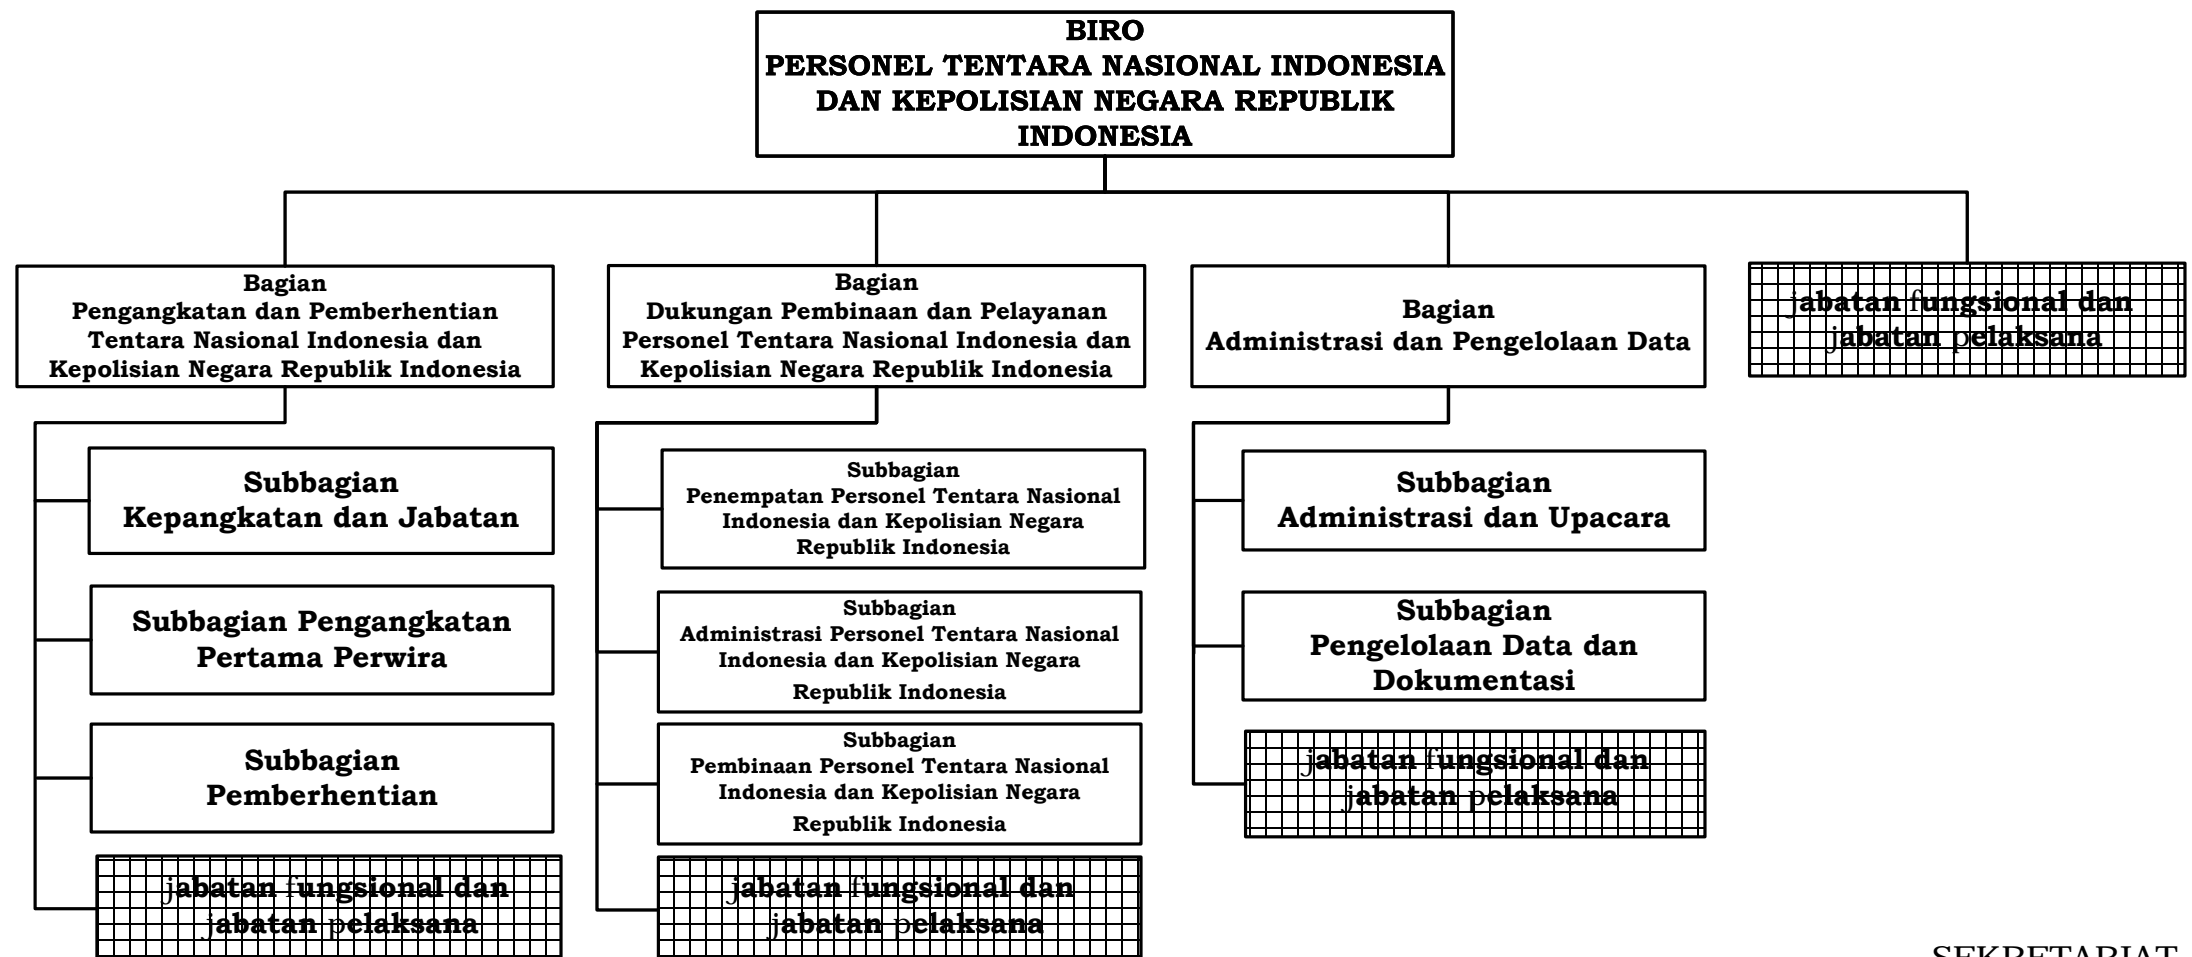 BIRO
PERSONEL TENTARA NASIONAL INDONESIA
DAN KEPOLISIAN NEGARA REPUBLIK
INDONESIA
Bagian
Pengangkatan dan Pemberhentian
Tentara Nasional Indonesia dan
Kepolisian Negara Republik Indonesia
Bagian
Dukungan Pembinaan dan Pelayanan
Personel Tentara Nasional Indonesia dan
Kepolisian Negara Republik Indonesia
Bagian
Administrasi dan Pengelolaan Data
jabatan fungsional dan
jabatan pelaksana
Subbagian
Kepangkatan dan Jabatan
Subbagian Pengangkatan
Pertama Perwira
Subbagian
Pemberhentian
jabatan fungsional dan
jabatan pelaksana
Subbagian
Penempatan Personel Tentara Nasional
Indonesia dan Kepolisian Negara
Republik Indonesia
Subbagian
Administrasi Personel Tentara Nasional
Indonesia dan Kepolisian Negara
Republik Indonesia
Subbagian
Pembinaan Personel Tentara Nasional
Indonesia dan Kepolisian Negara
Republik Indonesia
jabatan fungsional dan
jabatan pelaksana
Subbagian
Administrasi dan Upacara
Subbagian
Pengelolaan Data dan
Dokumentasi
jabatan fungsional dan
jabatan pelaksana
SEKRETARIAT